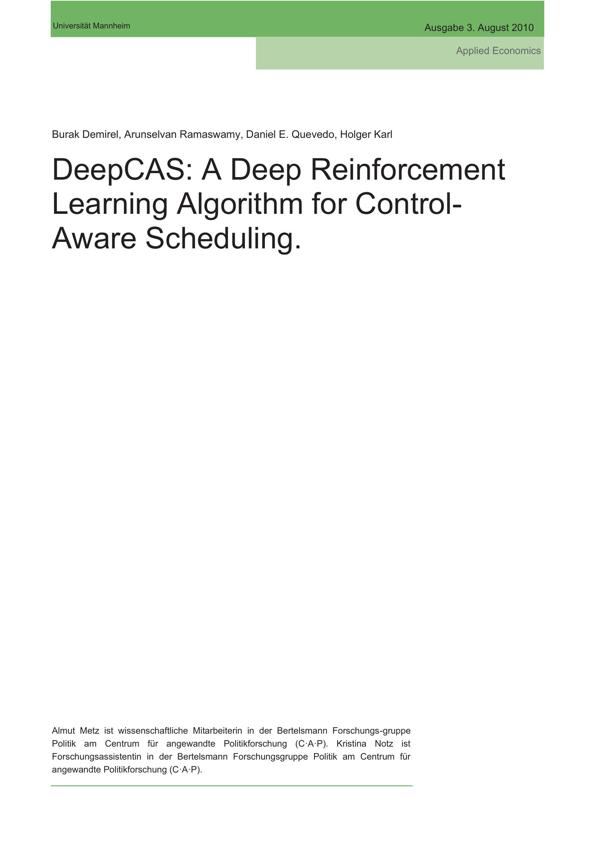 Universität Mannheim
Ausgabe 3. August 2010
Applied Economics
Burak Demirel, Arunselvan Ramaswamy, Daniel E. Quevedo, Holger Karl
DeepCAS: A Deep Reinforcement
Learning Algorithm for Control-
Aware Scheduling.
Almut Metz ist wissenschaftliche Mitarbeiterin in der Bertelsmann Forschungs-gruppe
Politik am Centrum für angewandte Politikforschung (C·A·P). Kristina Notz ist
Forschungsassistentin in der Bertelsmann Forschungsgruppe Politik am Centrum für
angewandte Politikforschung (C·A·P).